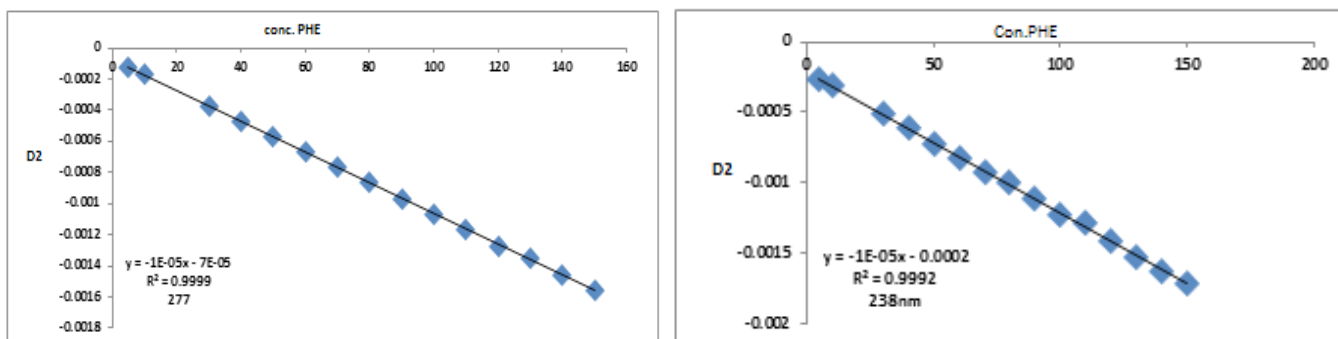 conc. PHE
0
0 20 40 60 80 100 120 140 160
-0.0002
-0.0004
-0.0006
-0.0008
-0.001
-0.0012
-0.0014
-0.0016
-0.0018
D2
y = -1E-05x - 7E-05
R² = 0.9999
277
Con.PHE
0
0 50 100 150 200
-0.0005
-0.001
-0.0015
-0.002
D2
y = -1E-05x - 0.0002
R² = 0.9992
238nm